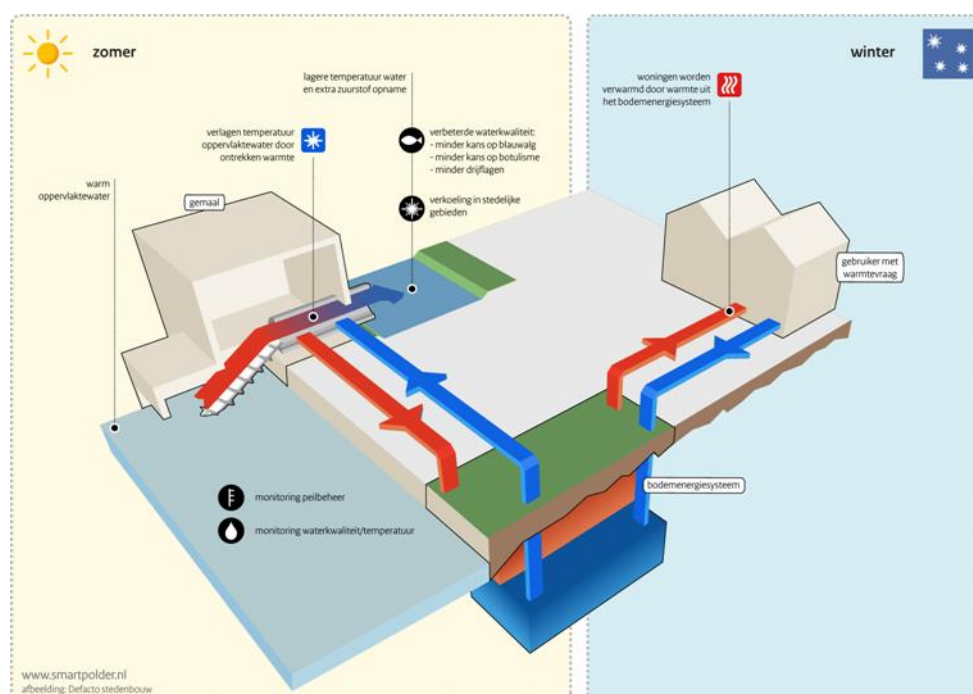 zomer
winter
lagere temperatuur water
en extra zuurstof opname
woningen worden
verwarmd door warmte uit
het bodemenergiesysteem
verlagen temperatuur
oppervlaktewater door
ontrekken warmte
verbeterde waterkwaliteit:
- minder kans op blauwalg
- minder kans op botulisme
- minder drijflagen
warm
oppervlaktewater
gemaal
verkoeling in stedelijke
gebieden
gebruiker met
warmtevraag
bodemenergiesysteem
monitoring peilbeheer
monitoring waterkwaliteit/temperatuur
www.smartpolder.nl
afbeelding: Defacto stedenbouw